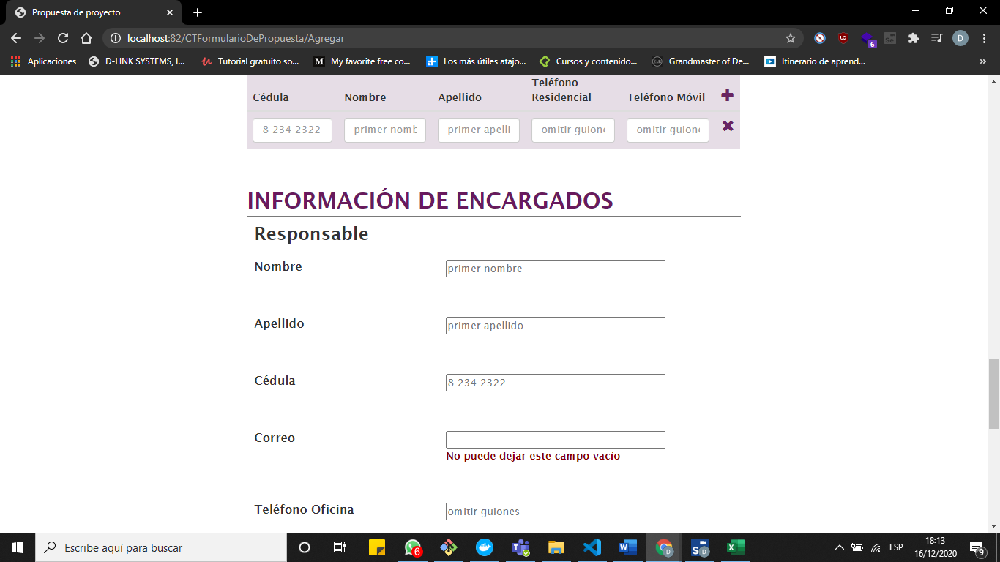 Propuesta de proyecto
localhost:82/CTFormularioDePropuesta/Agregar
UD
6
D
Aplicaciones D-LINK SYSTEMS, I... Tutorial gratuito so... My favorite free co... Los más útiles atajo... Cursos y contenido... Grandmaster of De... Itinerario de aprend... »
Cédula Nombre Apellido Teléfono Residencial Teléfono Móvil
8-234-2322 primer nomb primer apelli omitir guione omitir guion
INFORMACIÓN DE ENCARGADOS
Responsable
Nombre primer nombre
Apellido primer apellido
Cédula 8-234-2322
Correo
No puede dejar este campo vacío
Teléfono Oficina omitir guiones
Escribe aquí para buscar
6
ESP
18:13
16/12/2020
9